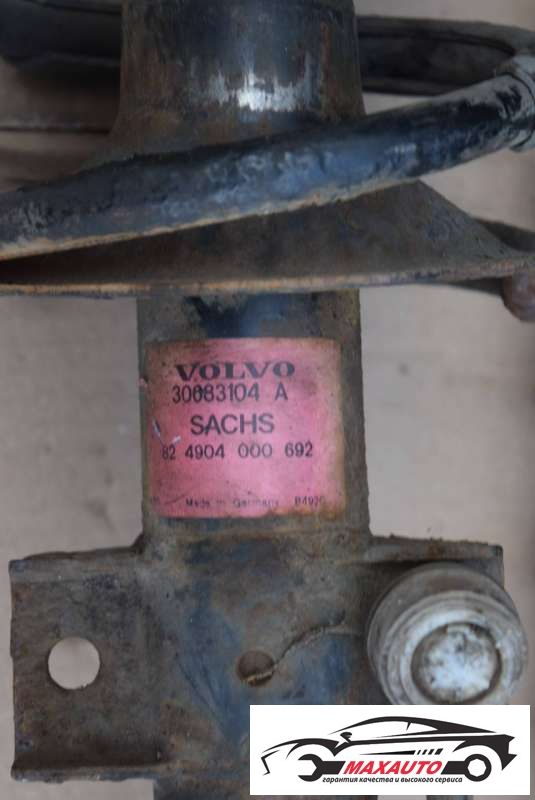 VOLVO
30683104 A
SACHS
82 4904 000 692
Made in Germany
MAXAUTO
гарантия качества и высокого сервиса